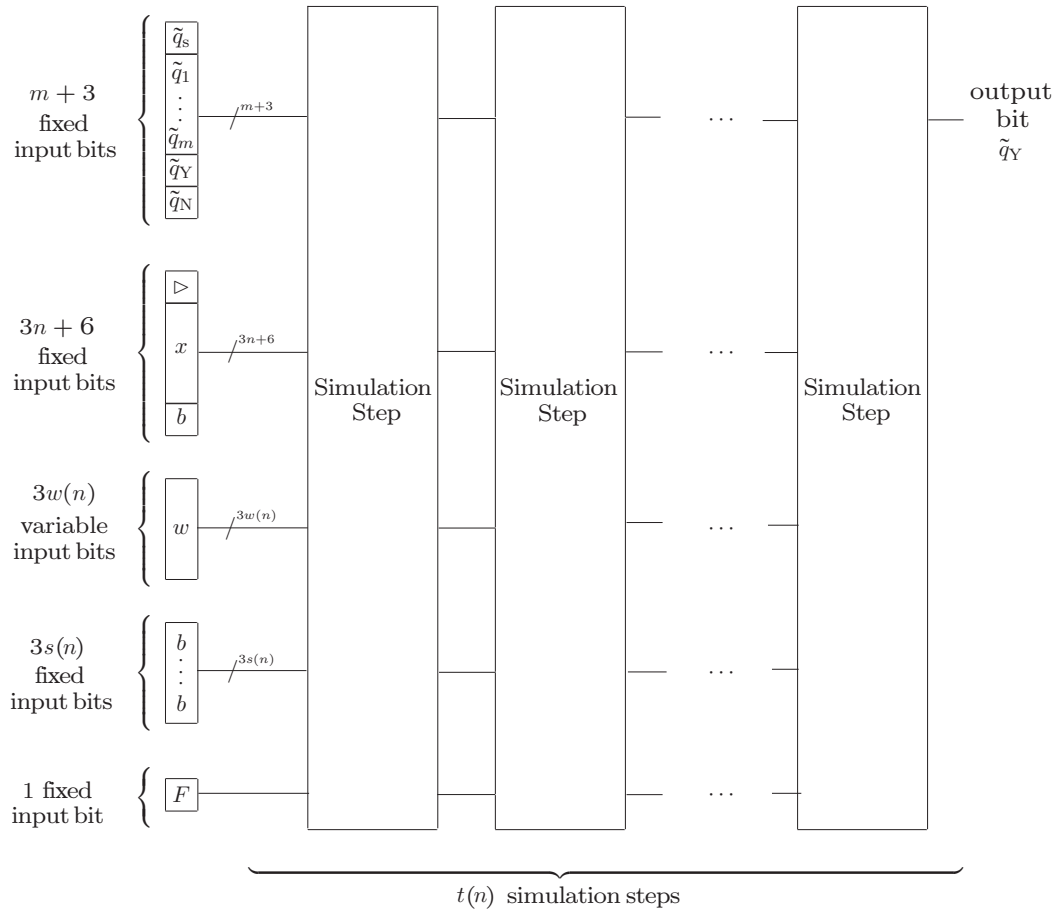 m + 3
fixed
input bits
q̃s
q̃1
⋮
q̃m
q̃Y
q̃N
m+3
· · ·
output
bit
q̃Y
3n + 6
fixed
input bits
▷
x
b
3n+6
· · ·
Simulation
Step
Simulation
Step
Simulation
Step
3w(n)
variable
input bits
w
3w(n)
· · ·
3s(n)
fixed
input bits
b
⋮
b
3s(n)
· · ·
1 fixed
input bit
F
· · ·
t(n) simulation steps